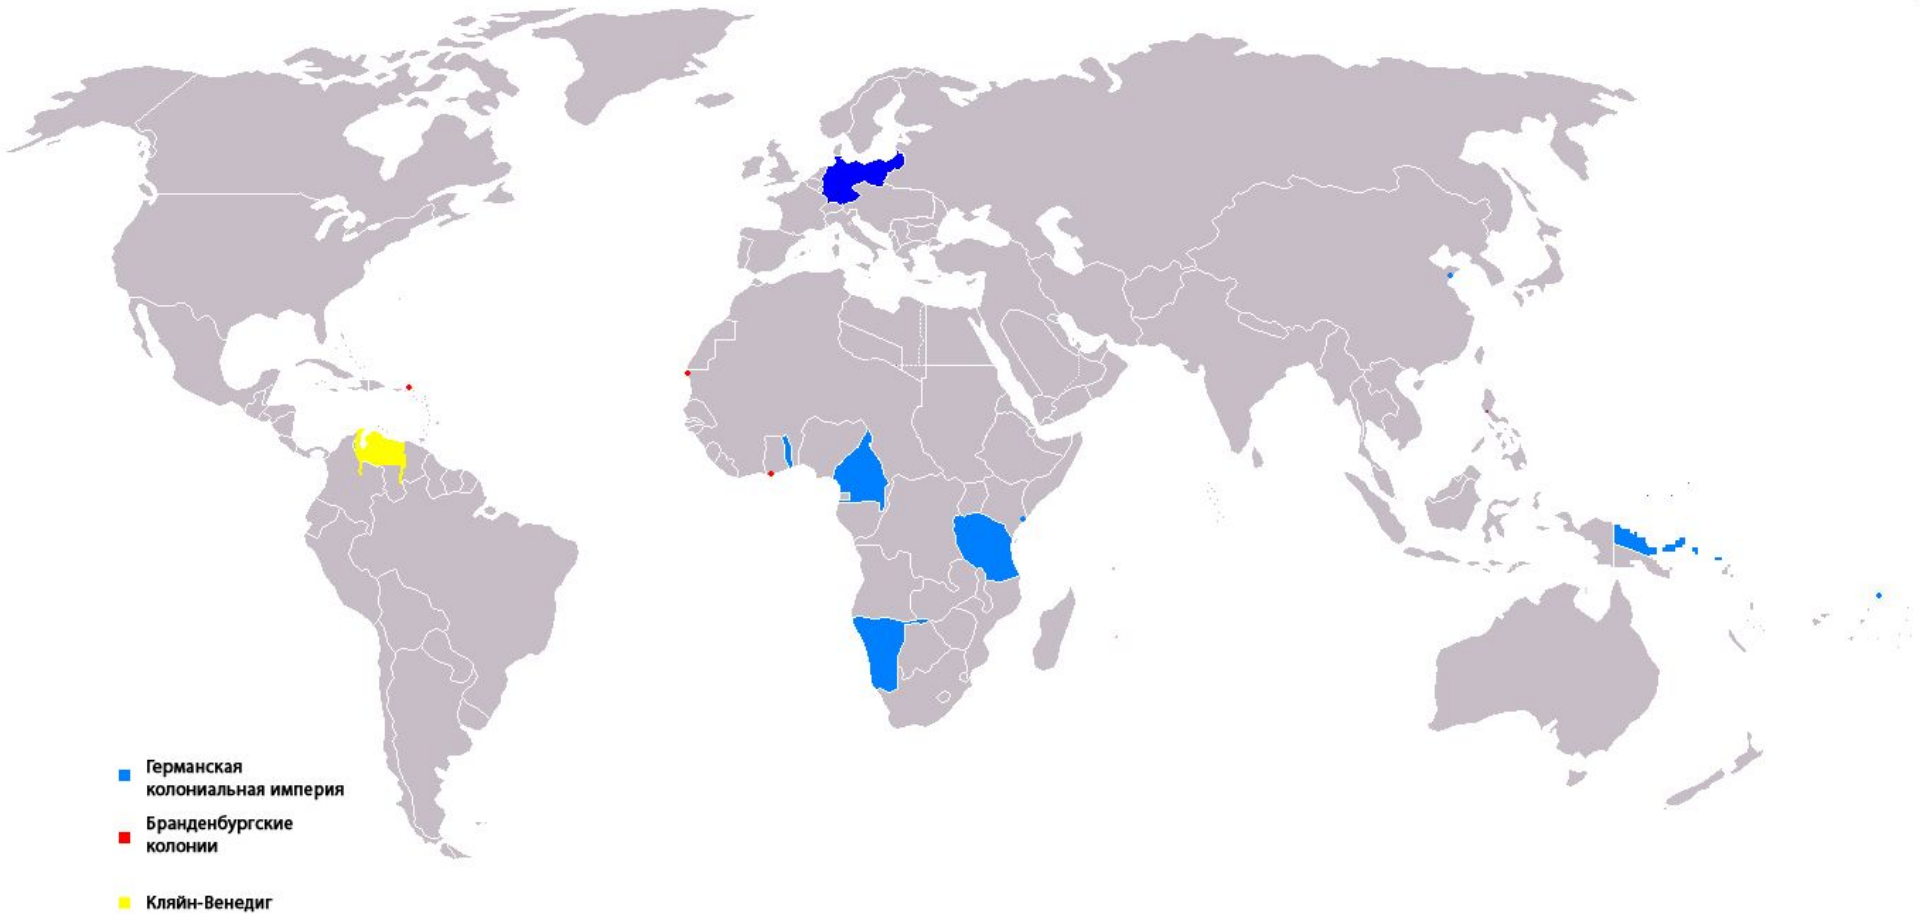 Германская
колониальная империя
Бранденбургские
колонии
Кляйн-Венедиг